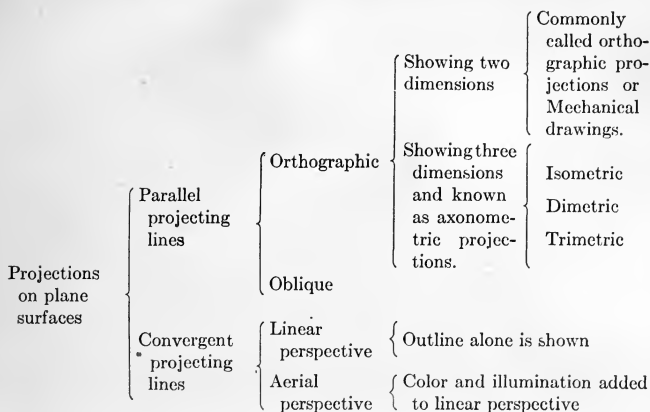 Projections
on plane
surfaces
Parallel
projecting
lines
Orthographic
Showing two
dimensions
Commonly
called ortho-
graphic pro-
jections or
Mechanical
drawings.
Showing three
dimensions
and known
as axonome-
tric projec-
tions.
Isometric
Dimetric
Trimetric
Oblique
Convergent
projecting
lines
Linear
perspective
Outline alone is shown
Aerial
perspective
Color and illumination added
to linear perspective